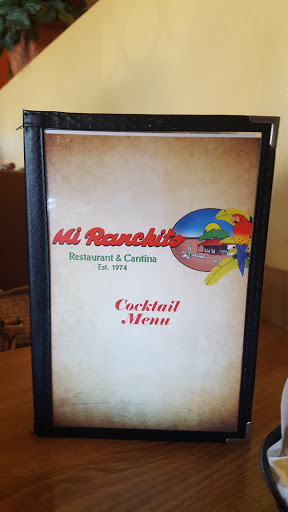 Mi Ranchito
Restaurant & Cantina
Est. 1974
Cocktail
Menu